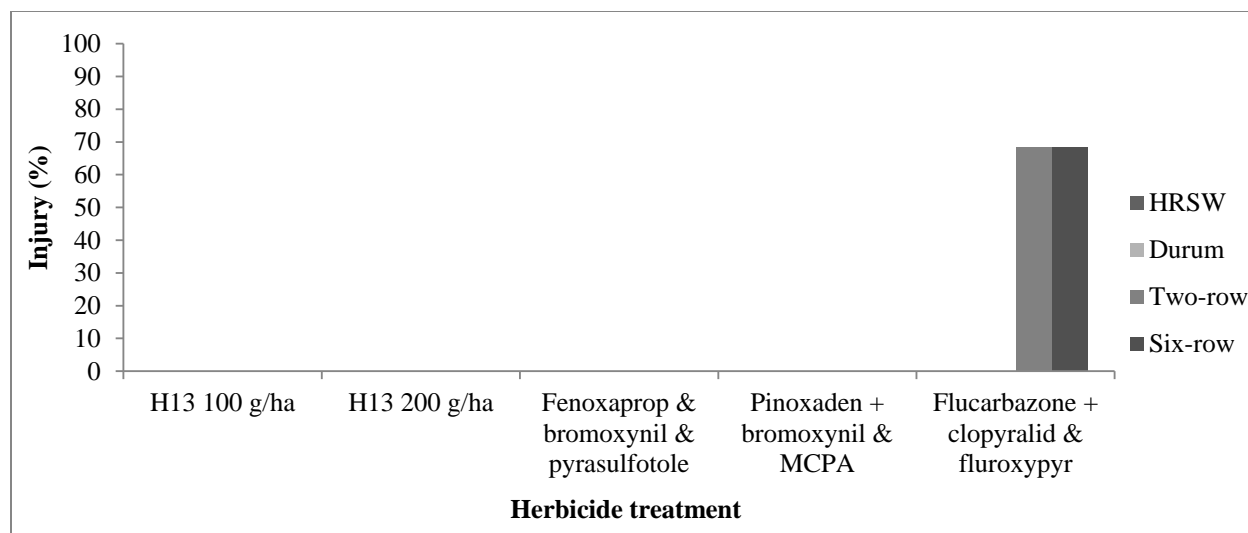 100
90
80
70
60
50
40
30
20
10
0
Injury (%)
H13 100 g/ha
H13 200 g/ha
Fenoxaprop &
bromoxynil &
pyrasulfotole
Pinoxaden +
bromoxynil &
MCPA
Flucarbazone +
clopyralid &
fluroxypyr
Herbicide treatment
HRSW
Durum
Two-row
Six-row